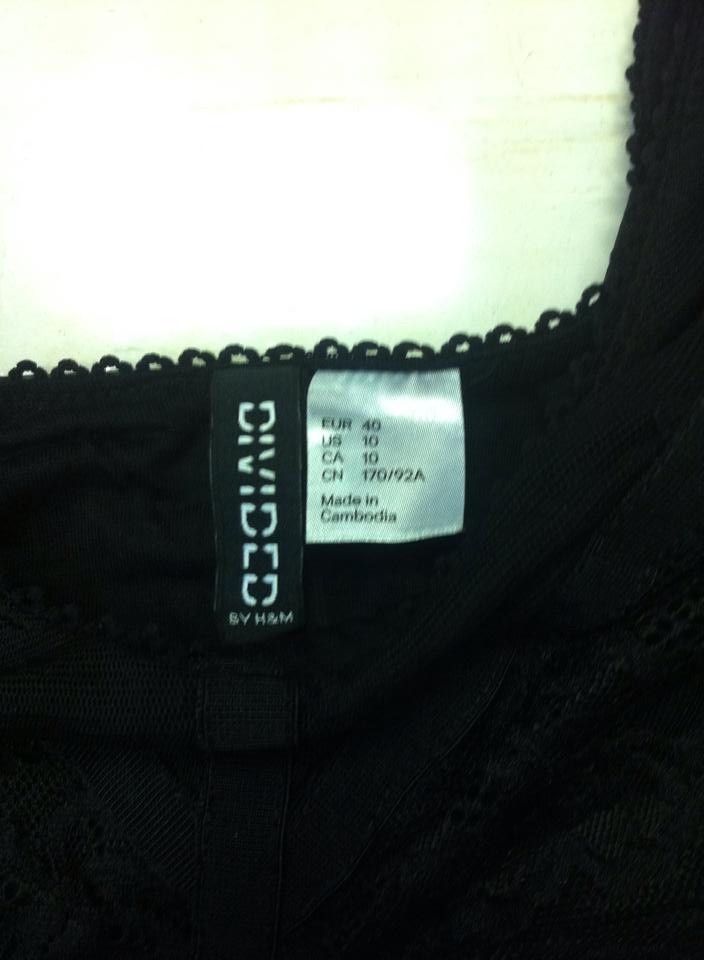 DIVIDED
BY H&M
EUR 40
US 10
CA 10
CN 170/92A
Made in
Cambodia